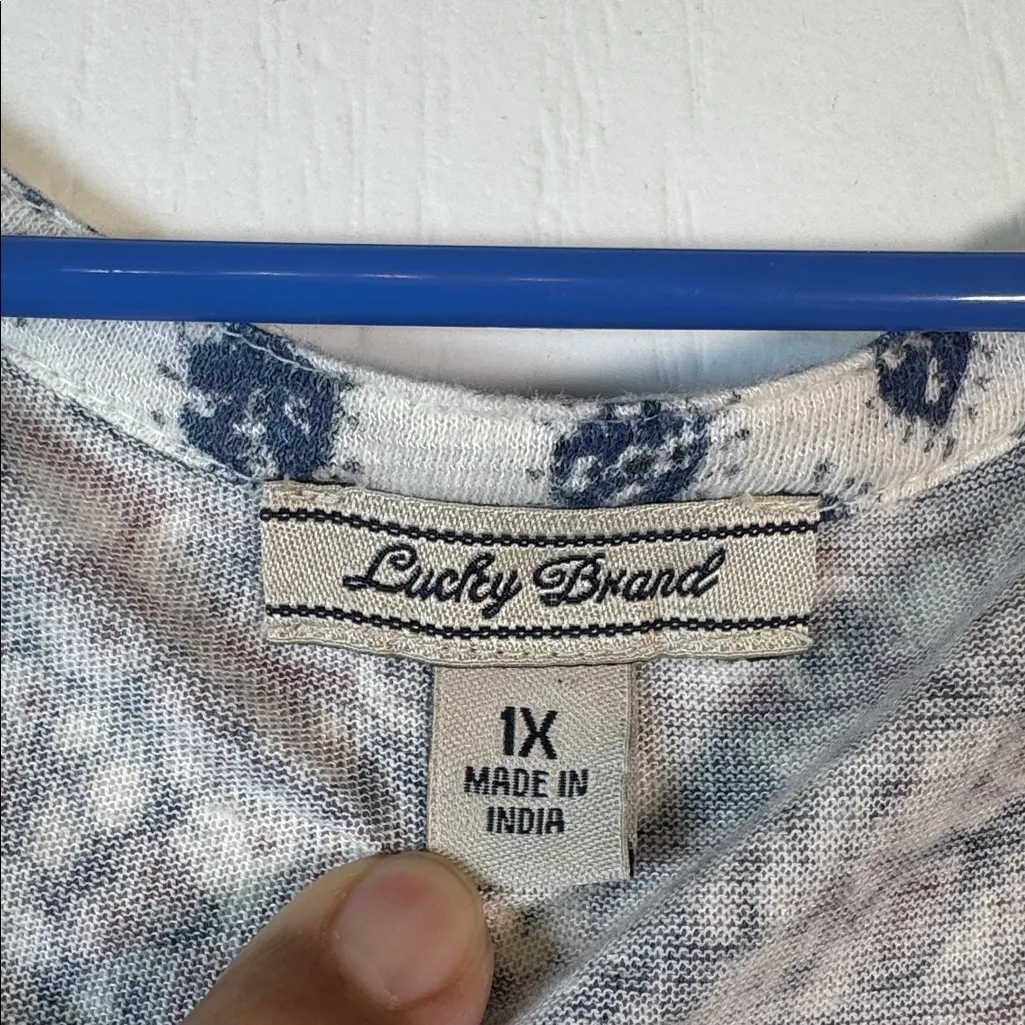 Lucky Brand
1X
MADE IN
INDIA